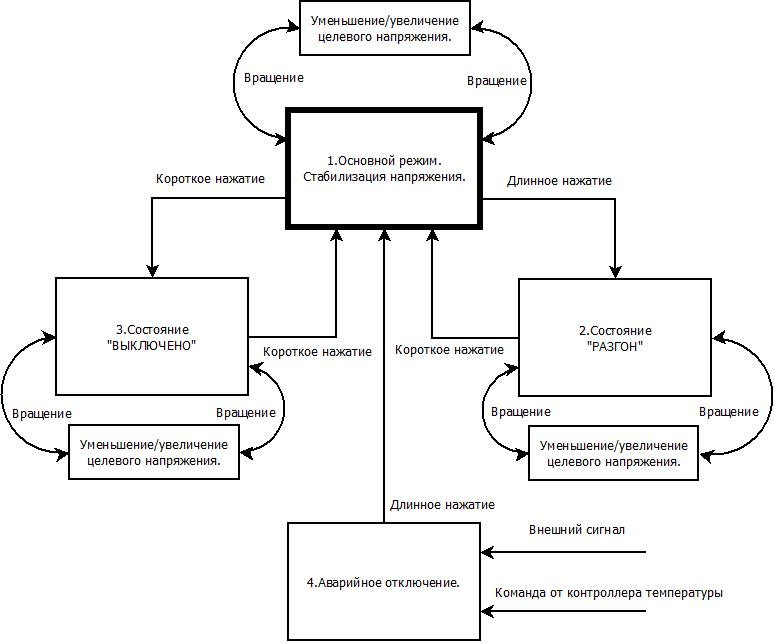 Уменьшение/увеличение
целевого напряжения.
Вращение
Вращение
1.Основной режим.
Стабилизация напряжения.
Короткое нажатие
Длинное нажатие
3.Состояние
"ВЫКЛЮЧЕНО"
2.Состояние
"РАЗГОН"
Короткое нажатие
Короткое нажатие
Вращение
Вращение
Вращение
Вращение
Уменьшение/увеличение
целевого напряжения.
Уменьшение/увеличение
целевого напряжения.
Длинное нажатие
Внешний сигнал
4.Аварийное отключение.
Команда от контроллера температуры